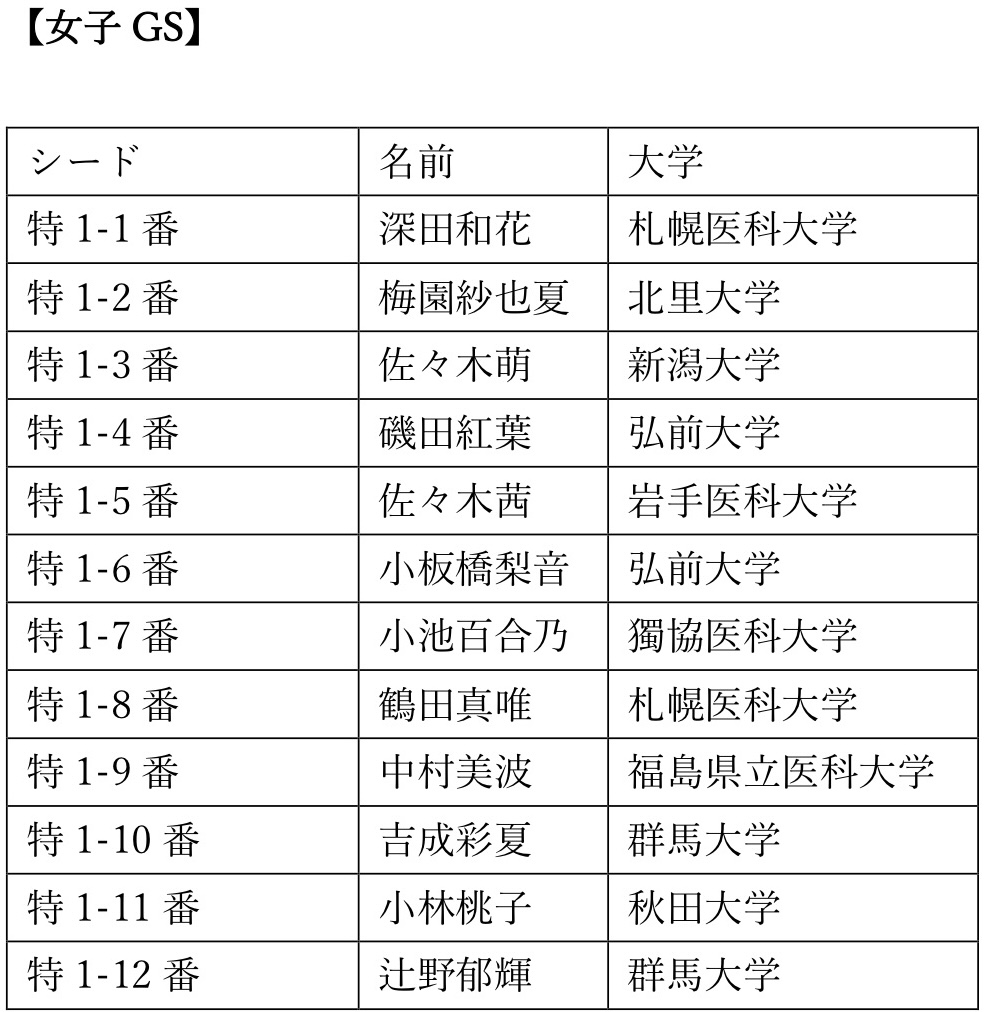 【女子 GS】
シード 名前 大学
特 1-1 番 深田和花 札幌医科大学
特 1-2 番 梅園紗也夏 北里大学
特 1-3 番 佐々木萌 新潟大学
特 1-4 番 磯田紅葉 弘前大学
特 1-5 番 佐々木茜 岩手医科大学
特 1-6 番 小板橋梨音 弘前大学
特 1-7 番 小池百合乃 獨協医科大学
特 1-8 番 鶴田真唯 札幌医科大学
特 1-9 番 中村美波 福島県立医科大学
特 1-10 番 吉成彩夏 群馬大学
特 1-11 番 小林桃子 秋田大学
特 1-12 番 辻野郁輝 群馬大学